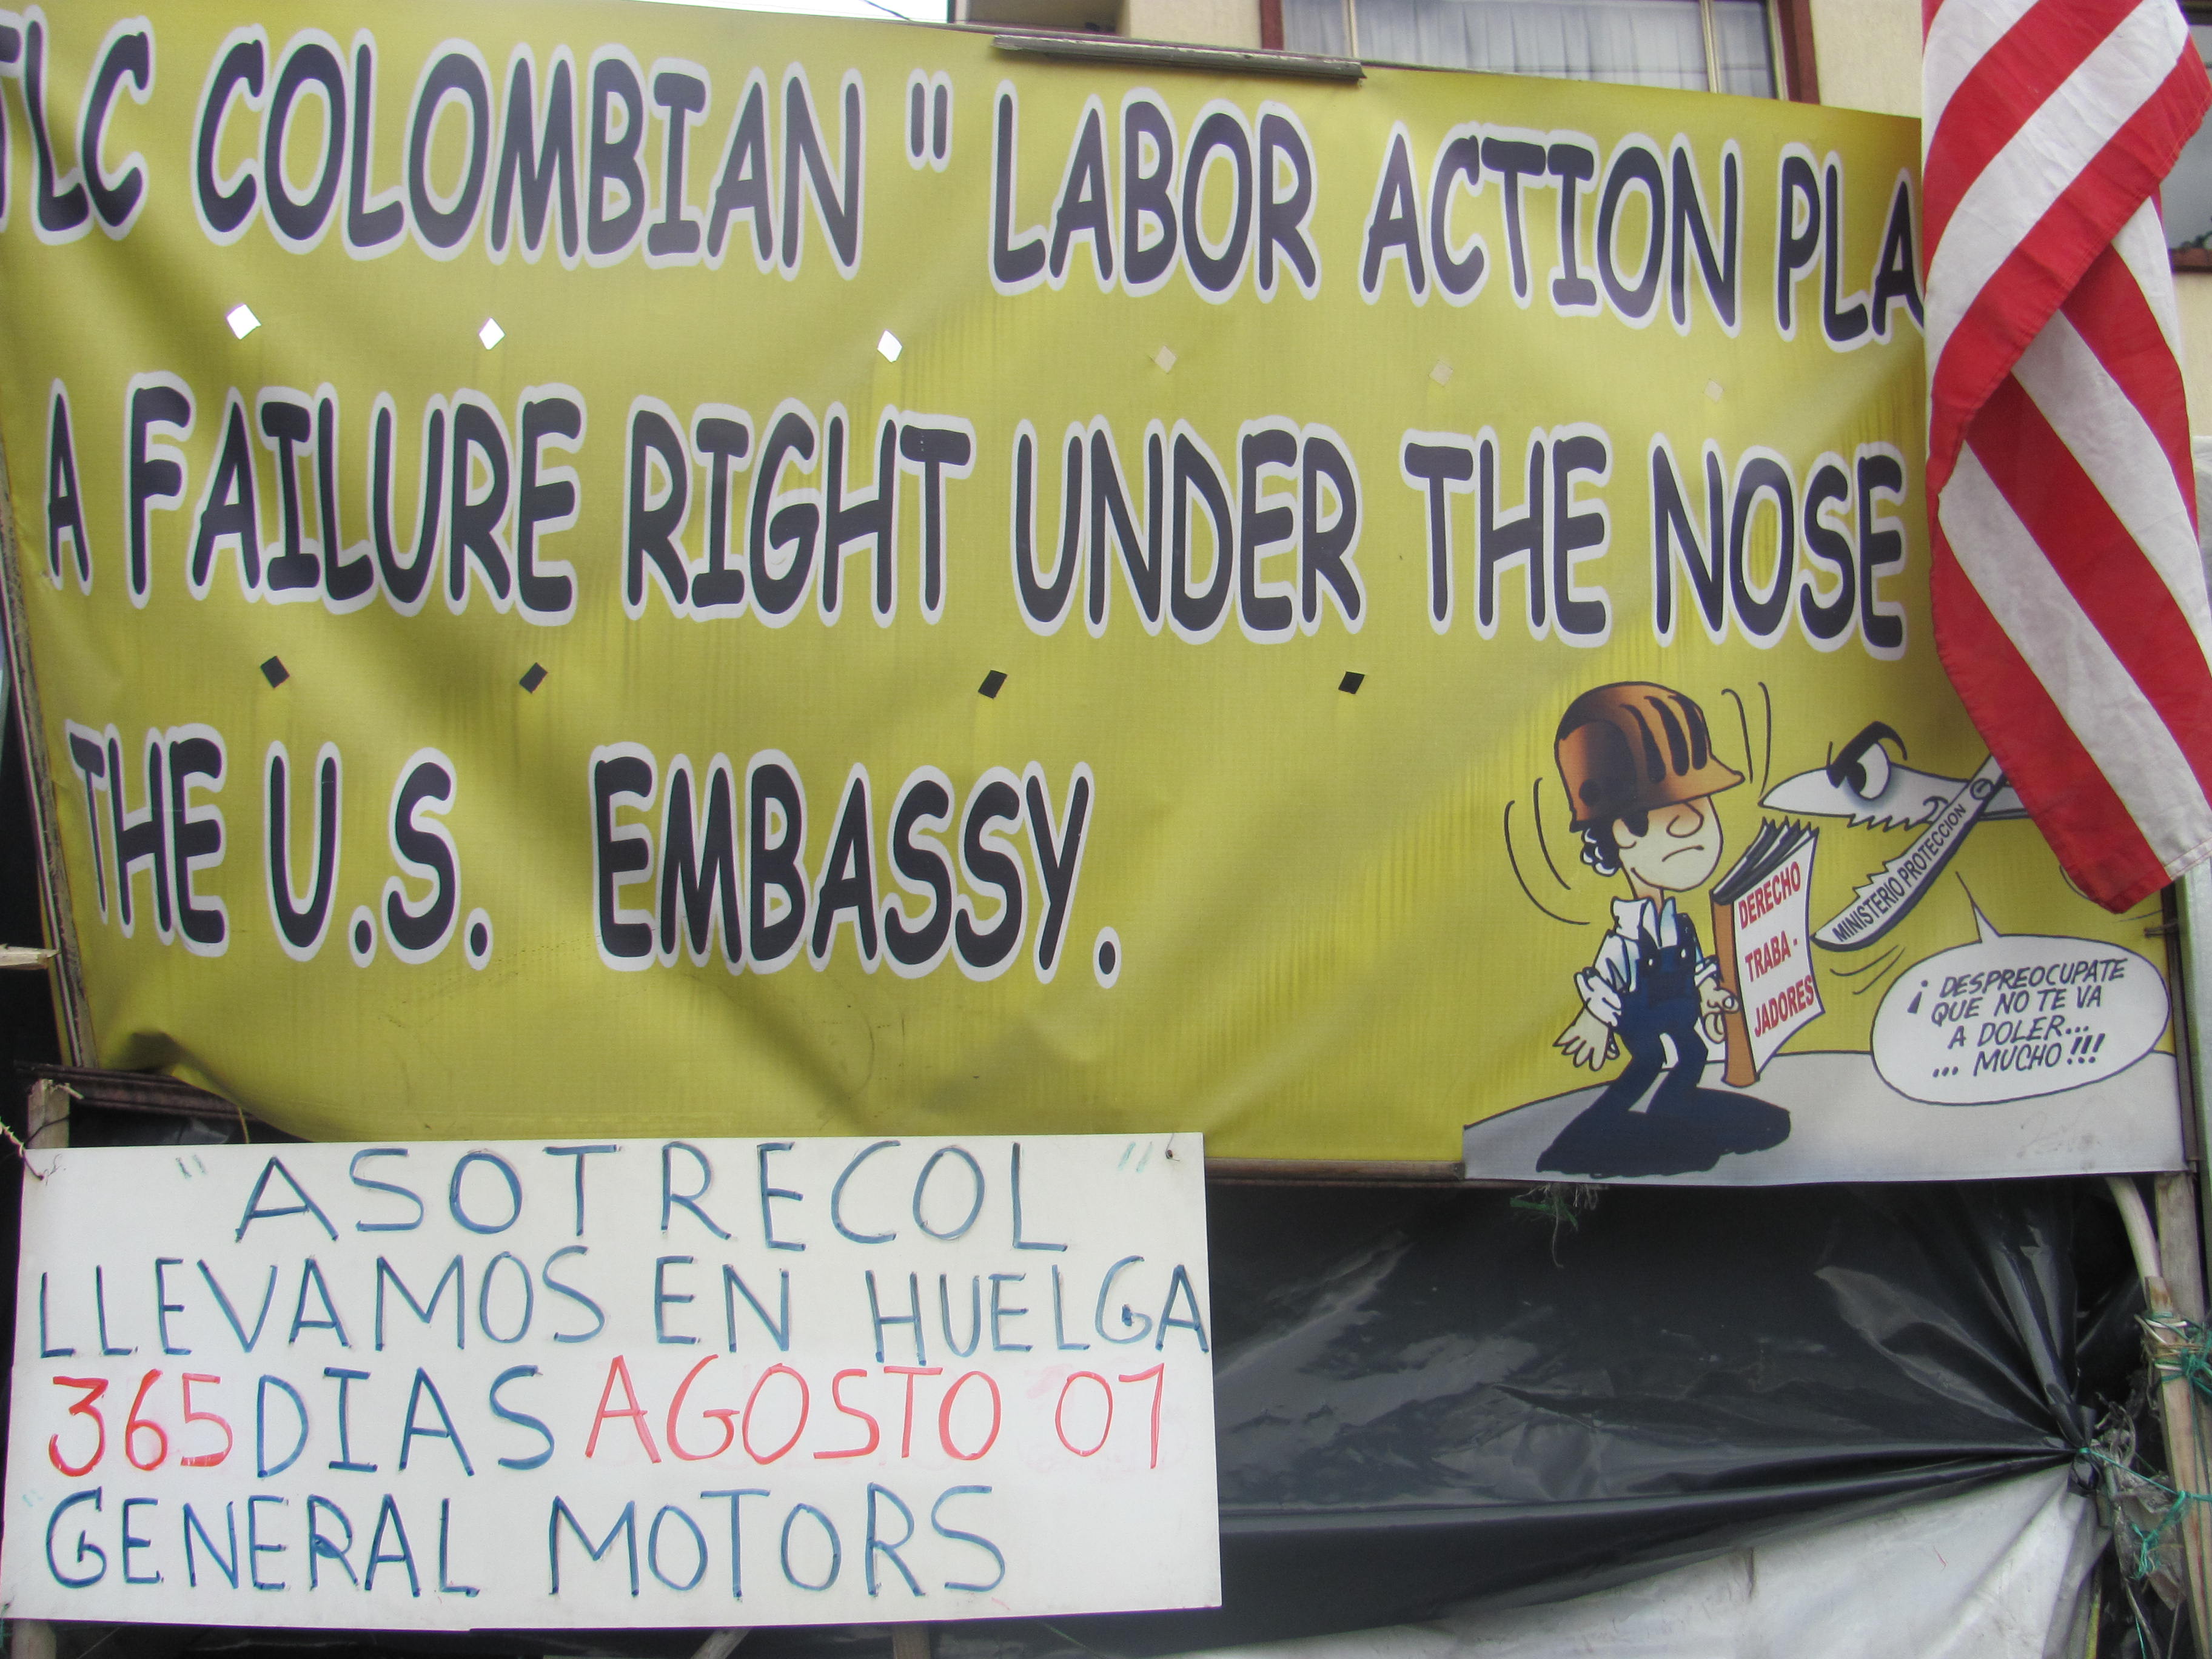 TLC COLOMBIAN " LABOR ACTION PLA
A FAILURE RIGHT UNDER THE NOSE
THE U.S. EMBASSY.
MINISTERIO PROTECCION
DERECHO
TRABA-
JADORES
¡ DESPREOCUPATE
QUE NO TE VA
A DOLER...
... MUCHO !!!
"ASOTRECOL"
LLEVAMOS EN HUELGA
365 DIAS AGOSTO 01
GENERAL MOTORS